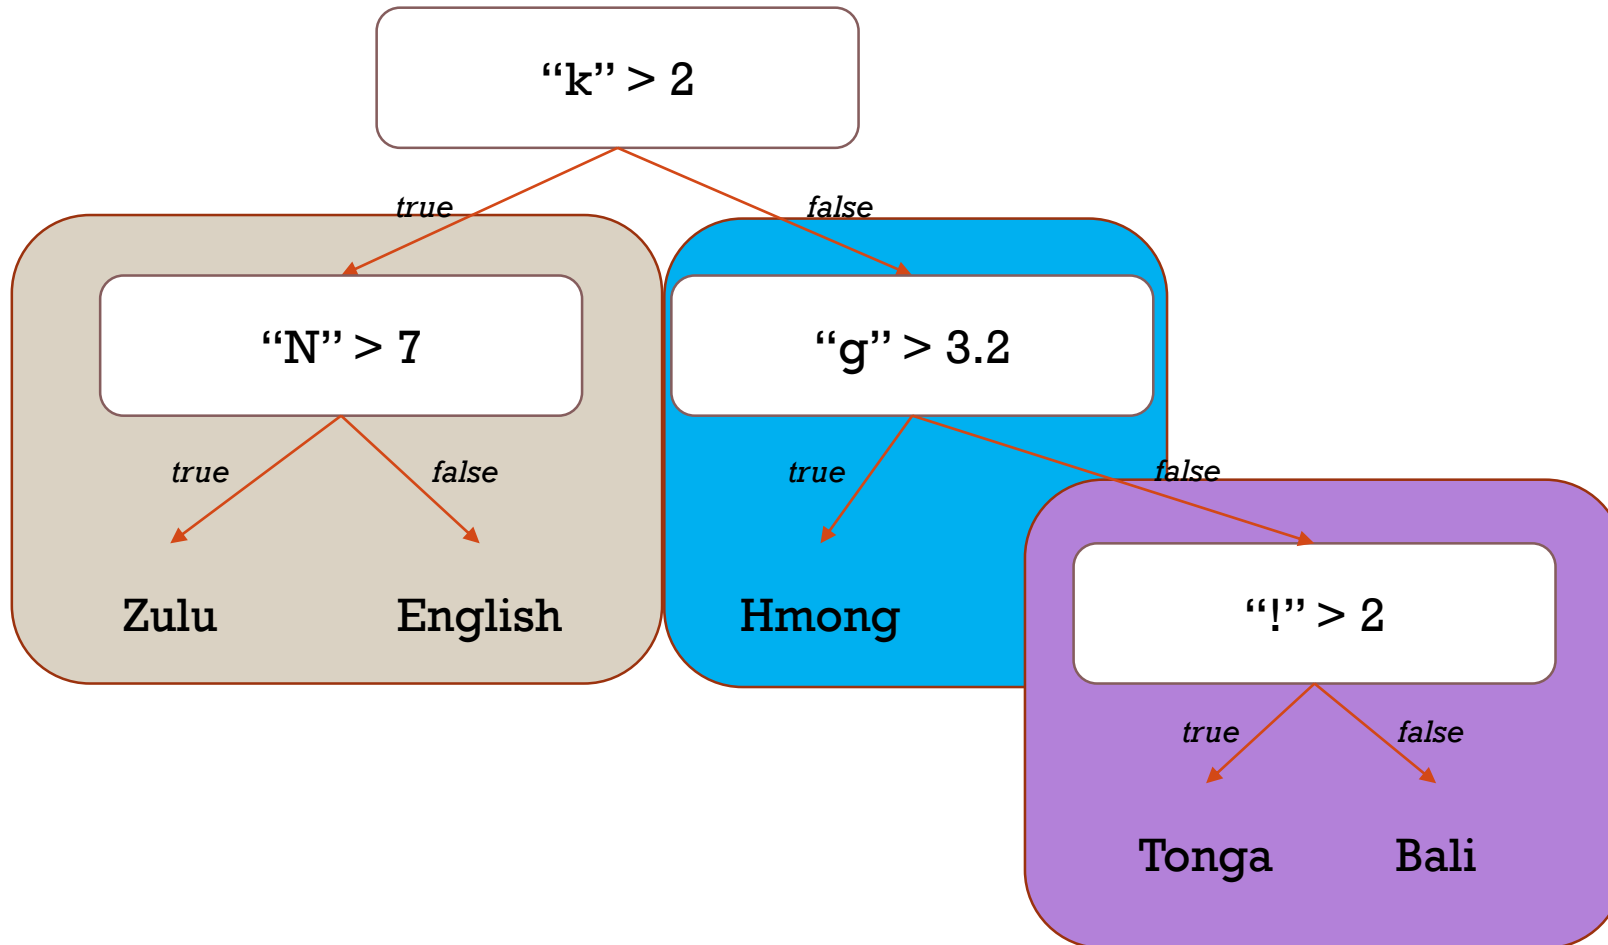 “k” > 2
true
false
“N” > 7
“g” > 3.2
true
false
true
false
Zulu
English
Hmong
“!” > 2
true
false
Tonga
Bali